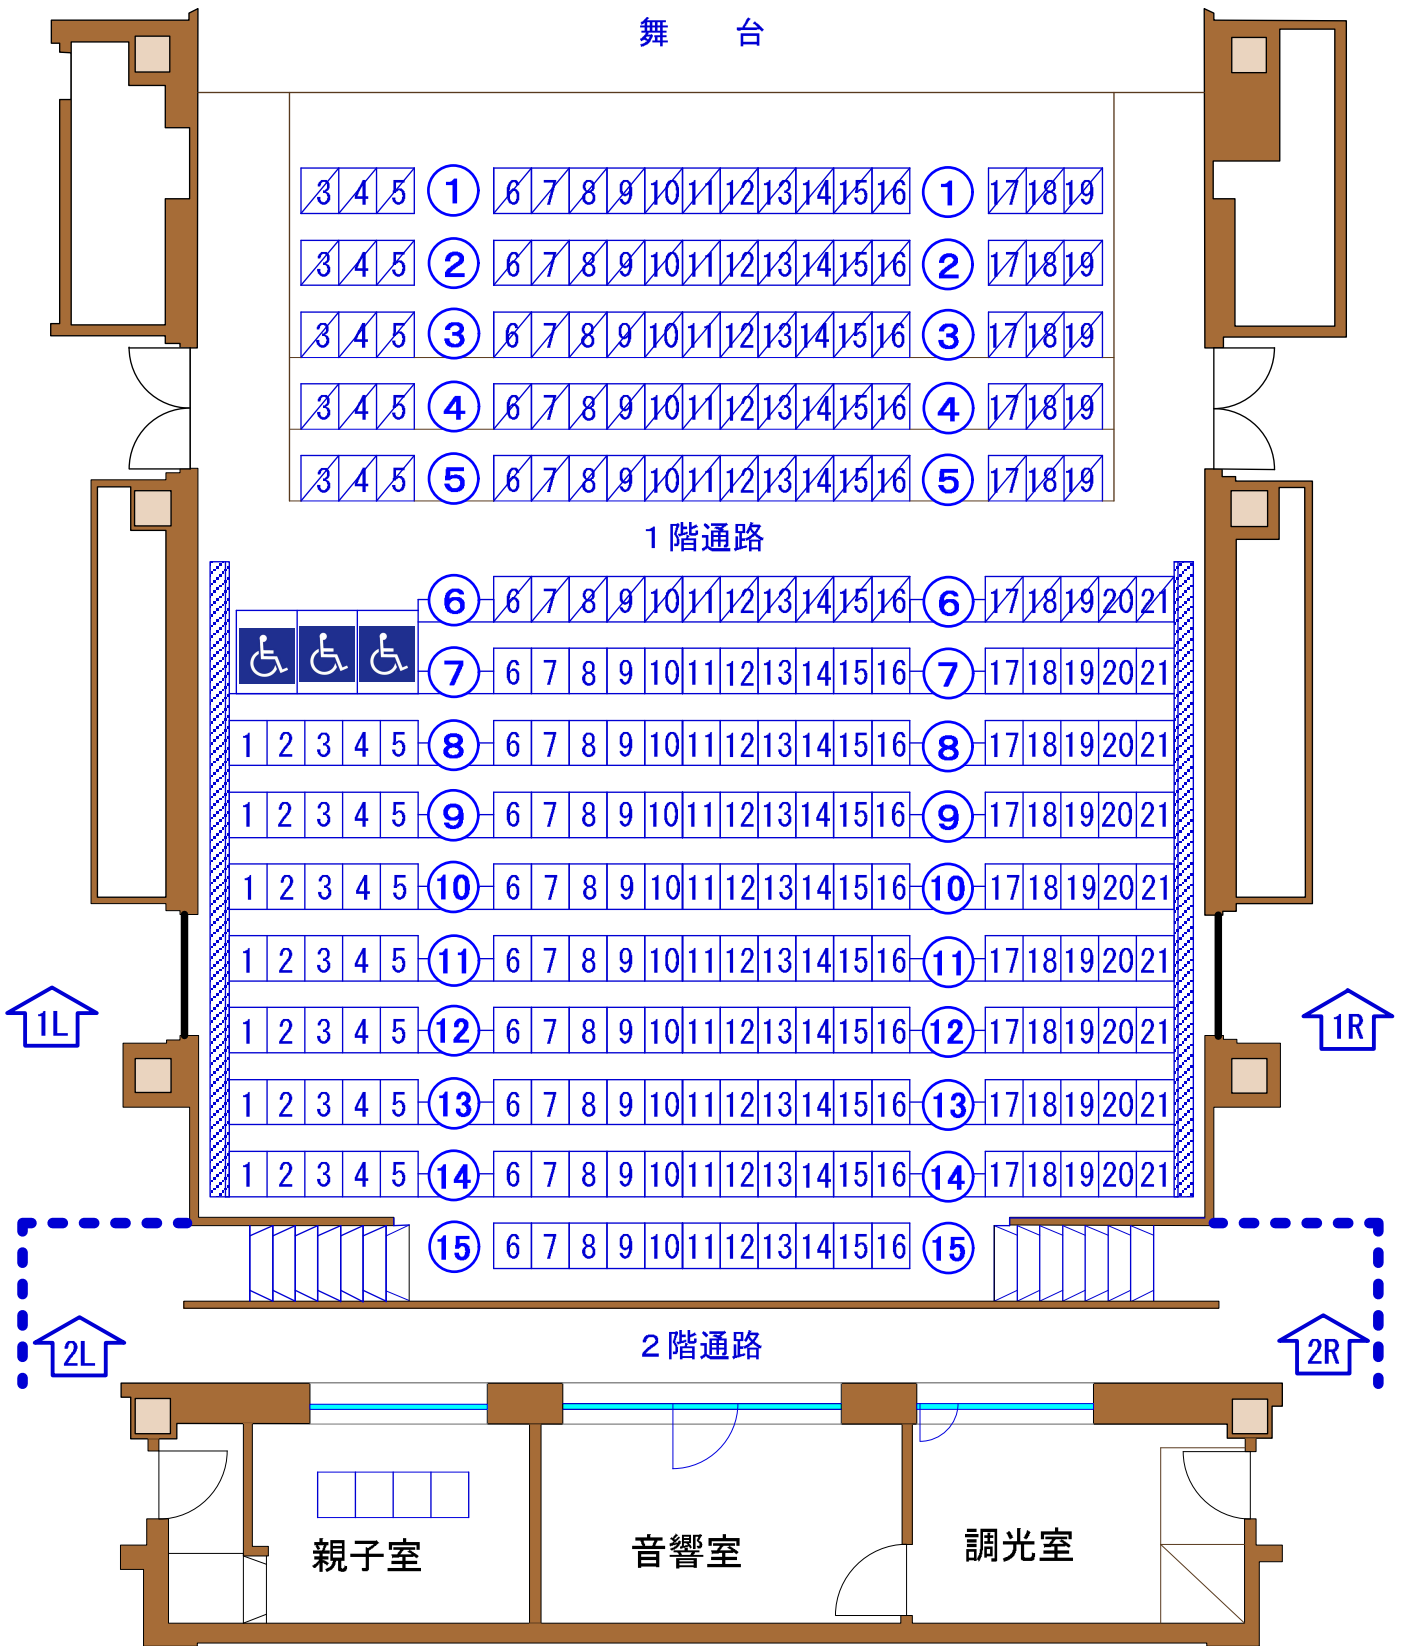 舞 台
3 4 5 ① 6 7 8 9 10 11 12 13 14 15 16 ① 17 18 19
3 4 5 ② 6 7 8 9 10 11 12 13 14 15 16 ② 17 18 19
3 4 5 ③ 6 7 8 9 10 11 12 13 14 15 16 ③ 17 18 19
3 4 5 ④ 6 7 8 9 10 11 12 13 14 15 16 ④ 17 18 19
3 4 5 ⑤ 6 7 8 9 10 11 12 13 14 15 16 ⑤ 17 18 19
1階通路
⑥ 6 7 8 9 10 11 12 13 14 15 16 ⑥ 17 18 19 20 21
⑦ 6 7 8 9 10 11 12 13 14 15 16 ⑦ 17 18 19 20 21
1 2 3 4 5 ⑧ 6 7 8 9 10 11 12 13 14 15 16 ⑧ 17 18 19 20 21
1 2 3 4 5 ⑨ 6 7 8 9 10 11 12 13 14 15 16 ⑨ 17 18 19 20 21
1 2 3 4 5 ⑩ 6 7 8 9 10 11 12 13 14 15 16 ⑩ 17 18 19 20 21
1 2 3 4 5 ⑪ 6 7 8 9 10 11 12 13 14 15 16 ⑪ 17 18 19 20 21
1L 1R
1 2 3 4 5 ⑫ 6 7 8 9 10 11 12 13 14 15 16 ⑫ 17 18 19 20 21
1 2 3 4 5 ⑬ 6 7 8 9 10 11 12 13 14 15 16 ⑬ 17 18 19 20 21
1 2 3 4 5 ⑭ 6 7 8 9 10 11 12 13 14 15 16 ⑭ 17 18 19 20 21
⑮ 6 7 8 9 10 11 12 13 14 15 16 ⑮
2L 2階通路 2R
親子室 音響室 調光室